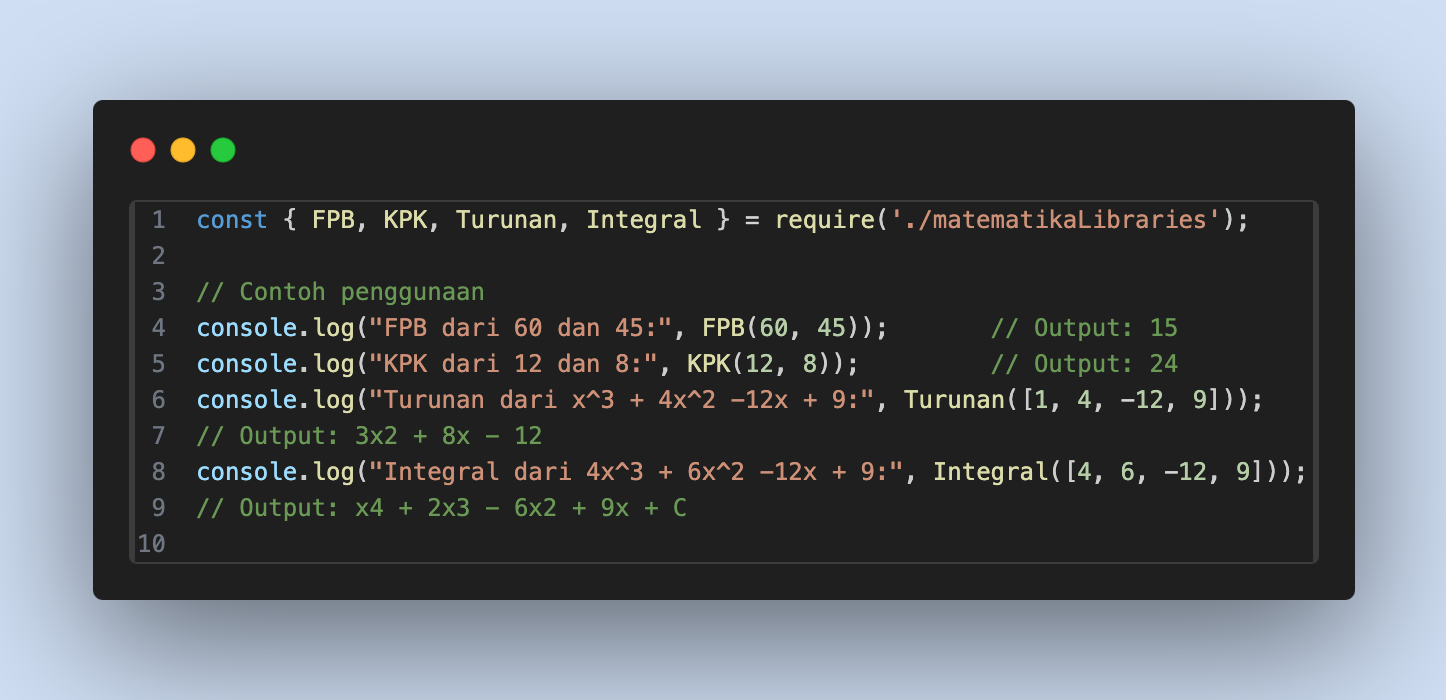 1 const { FPB, KPK, Turunan, Integral } = require('./matematikaLibraries');
2
3 // Contoh penggunaan
4 console.log("FPB dari 60 dan 45:", FPB(60, 45));       // Output: 15
5 console.log("KPK dari 12 dan 8:", KPK(12, 8));         // Output: 24
6 console.log("Turunan dari x^3 + 4x^2 -12x + 9:", Turunan([1, 4, -12, 9]));
7 // Output: 3x2 + 8x - 12
8 console.log("Integral dari 4x^3 + 6x^2 -12x + 9:", Integral([4, 6, -12, 9]));
9 // Output: x4 + 2x3 - 6x2 + 9x + C
10